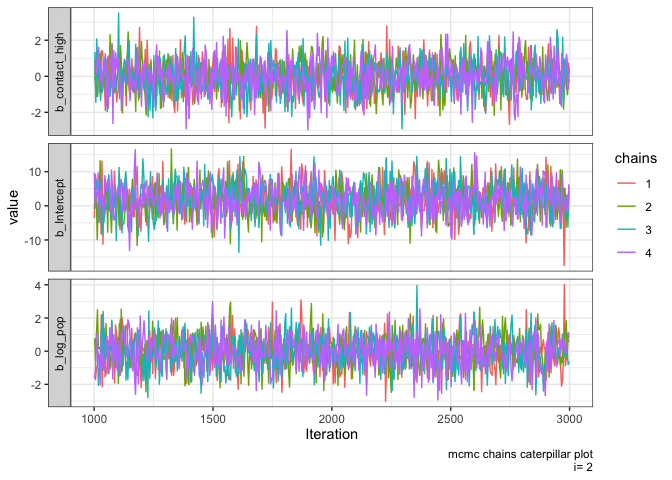 b_contact_high
2
0
-2
b_Intercept
10
0
-10
b_log_pop
4
2
0
-2
value
1000
1500
2000
2500
3000
Iteration
chains
1
2
3
4
mcmc chains caterpillar plot
i= 2